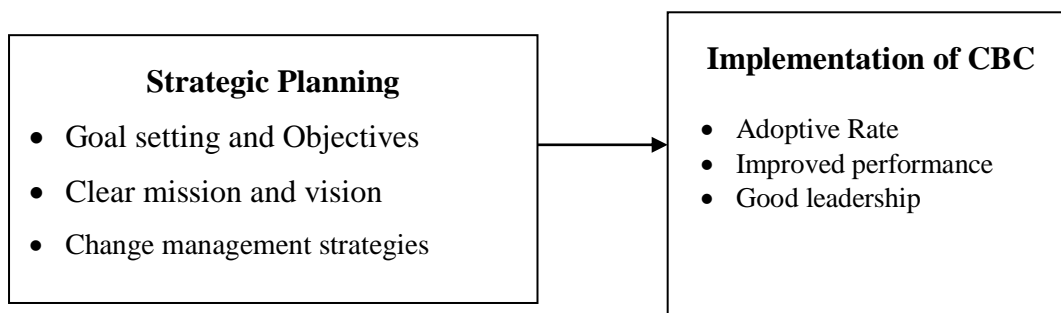 Strategic Planning
• Goal setting and Objectives
• Clear mission and vision
• Change management strategies
Implementation of CBC
• Adoptive Rate
• Improved performance
• Good leadership